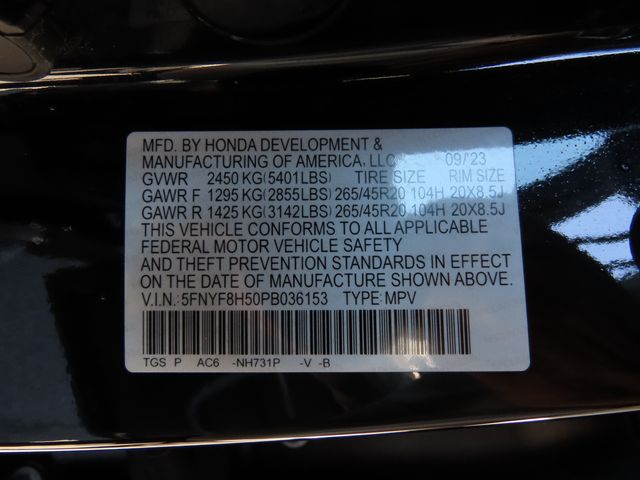 MFD. BY HONDA DEVELOPMENT &
MANUFACTURING OF AMERICA, LLC 09/'23
GVWR 2450 KG(5401LBS) TIRE SIZE RIM SIZE
GAWR F 1295 KG(2855LBS) 265/45R20 104H 20X8.5J
GAWR R 1425 KG(3142LBS) 265/45R20 104H 20X8.5J
THIS VEHICLE CONFORMS TO ALL APPLICABLE
FEDERAL MOTOR VEHICLE SAFETY
AND THEFT PREVENTION STANDARDS IN EFFECT
ON THE DATE OF MANUFACTURE SHOWN ABOVE.
V.I.N.: 5FNYF8H50PB036153 TYPE: MPV
TGS P AC6 -NH731P -V -B